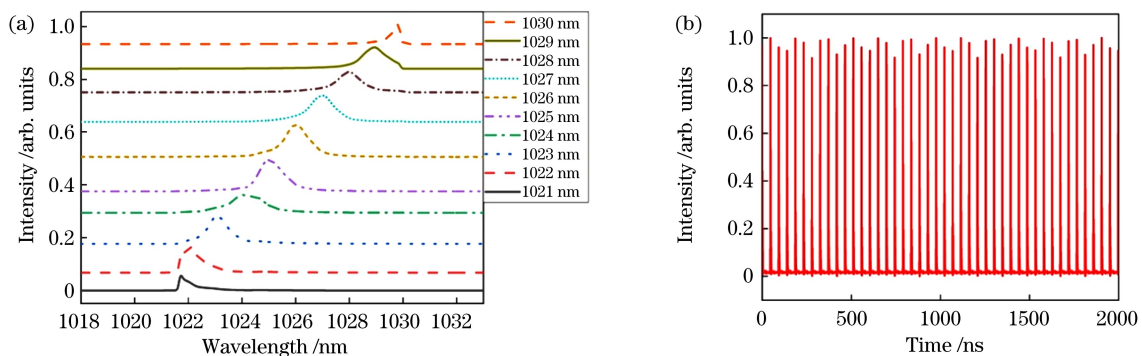 (a)
1.0
0.8
0.6
0.4
0.2
0
Intensity /arb. units
1018 1020 1022 1024 1026 1028 1030 1032
Wavelength /nm
1030 nm
1029 nm
1028 nm
1027 nm
1026 nm
1025 nm
1024 nm
1023 nm
1022 nm
1021 nm
(b)
1.0
0.8
0.6
0.4
0.2
0
Intensity /arb. units
0 500 1000 1500 2000
Time /ns